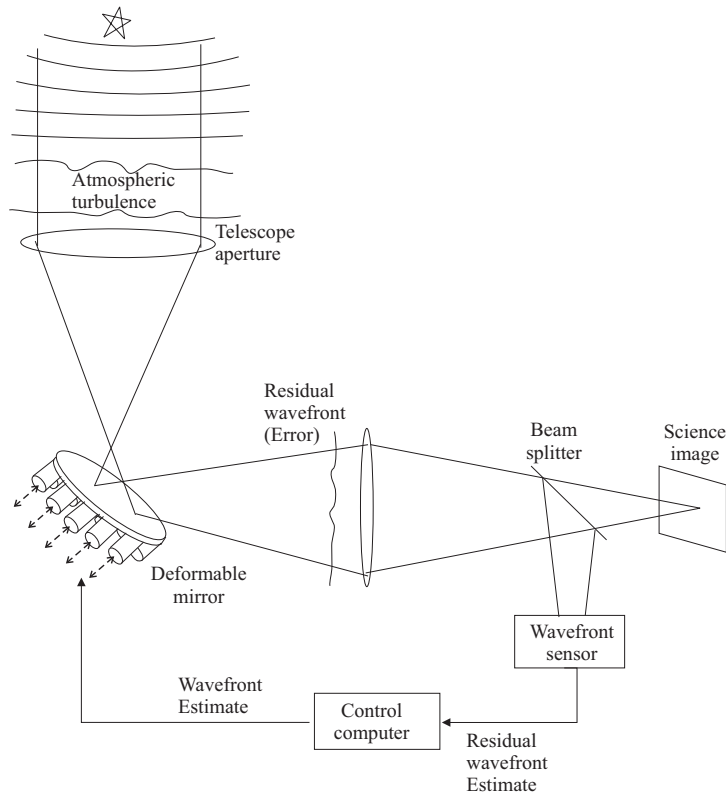 Atmospheric
turbulence
Telescope
aperture
Residual
wavefront
(Error)
Beam
splitter
Science
image
Deformable
mirror
Wavefront
sensor
Wavefront
Estimate
Control
computer
Residual
wavefront
Estimate